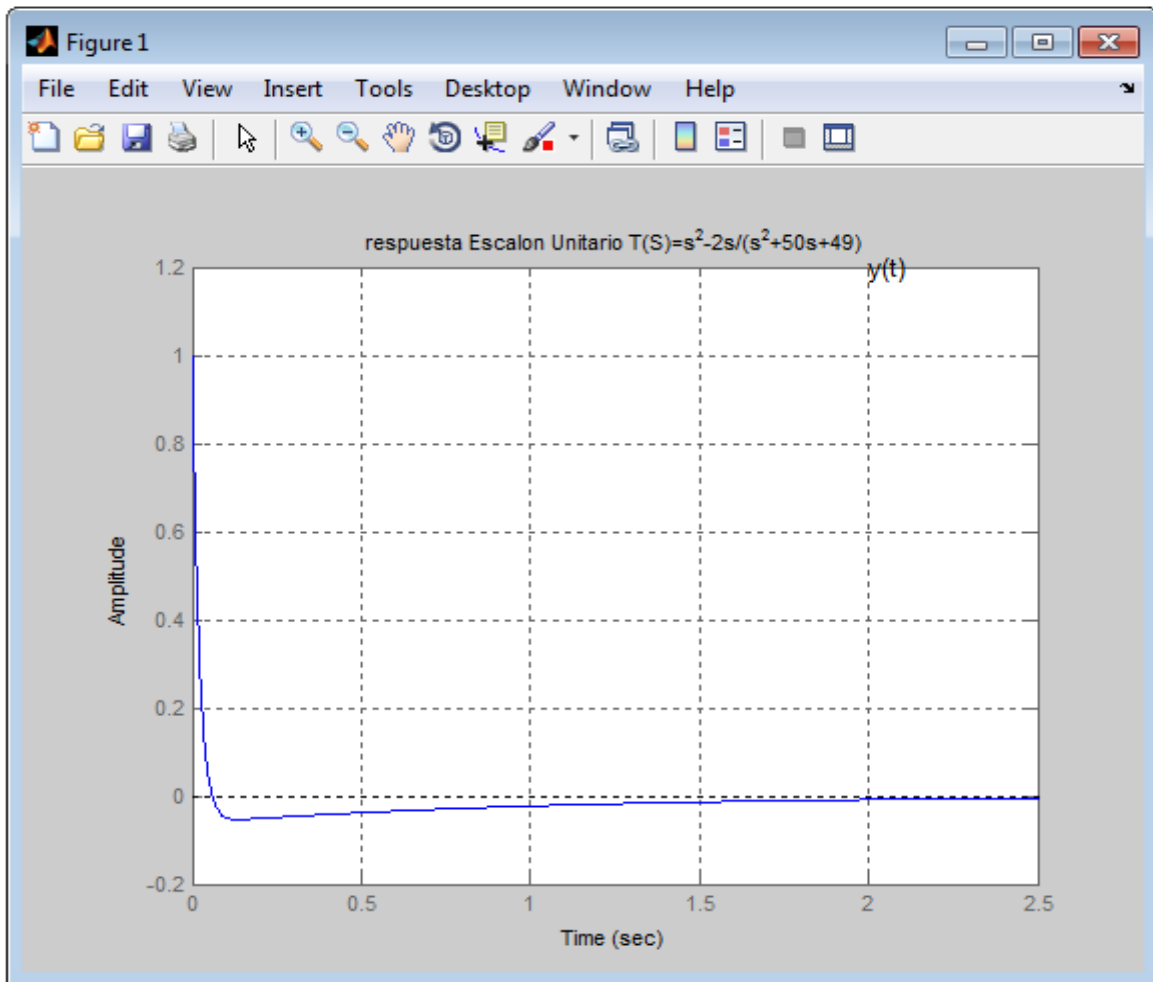 Figure 1
File Edit View Insert Tools Desktop Window Help
respuesta Escalon Unitario T(S)=s²-2s/(s²+50s+49)
y(t)
1.2
1
0.8
0.6
0.4
0.2
0
-0.2
Amplitude
0 0.5 1 1.5 2 2.5
Time (sec)